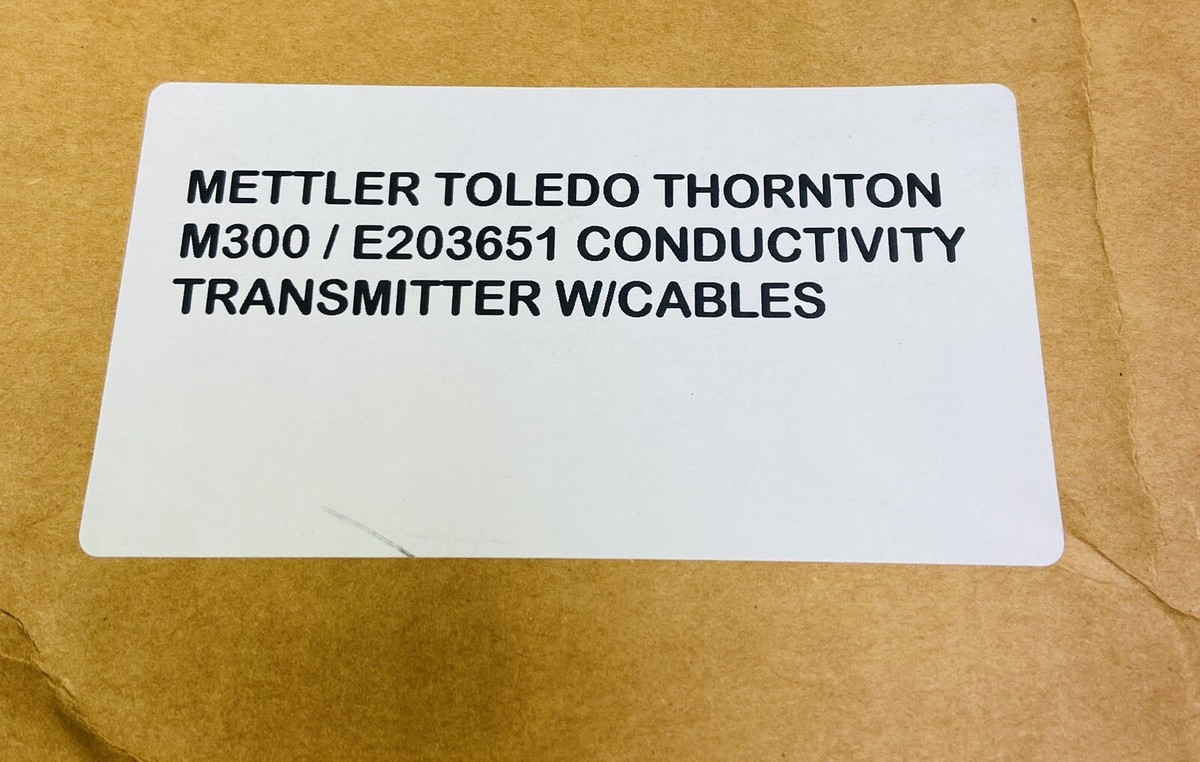 METTLER TOLEDO THORNTON
M300 / E203651 CONDUCTIVITY
TRANSMITTER W/CABLES